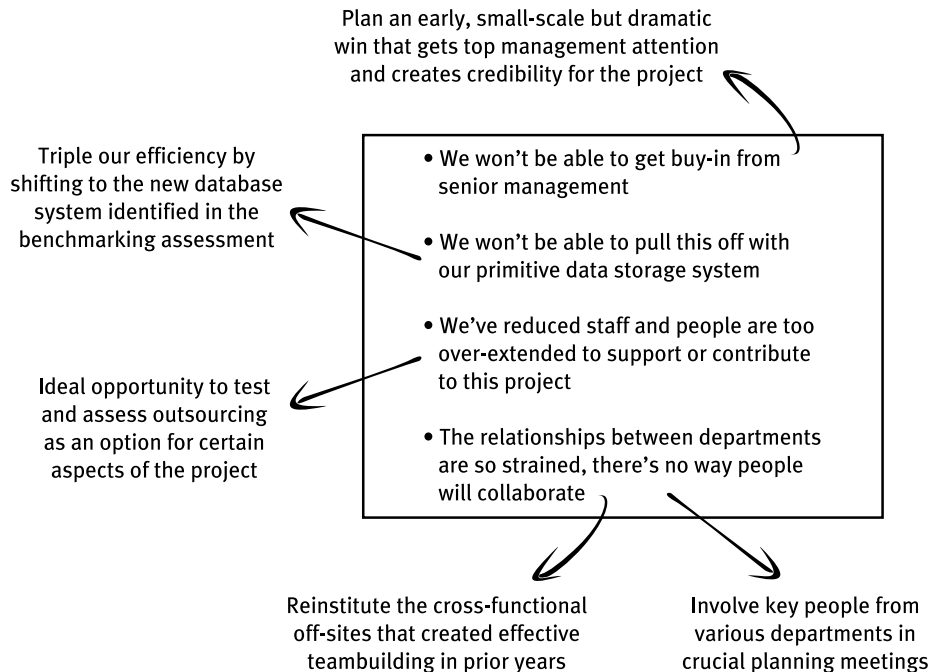 Plan an early, small-scale but dramatic
win that gets top management attention
and creates credibility for the project
Triple our efficiency by
shifting to the new database
system identified in the
benchmarking assessment
• We won’t be able to get buy-in from
senior management
• We won’t be able to pull this off with
our primitive data storage system
• We’ve reduced staff and people are too
over-extended to support or contribute
to this project
Ideal opportunity to test
and assess outsourcing
as an option for certain
aspects of the project
• The relationships between departments
are so strained, there’s no way people
will collaborate
Reinstitute the cross-functional
off-sites that created effective
teambuilding in prior years
Involve key people from
various departments in
crucial planning meetings